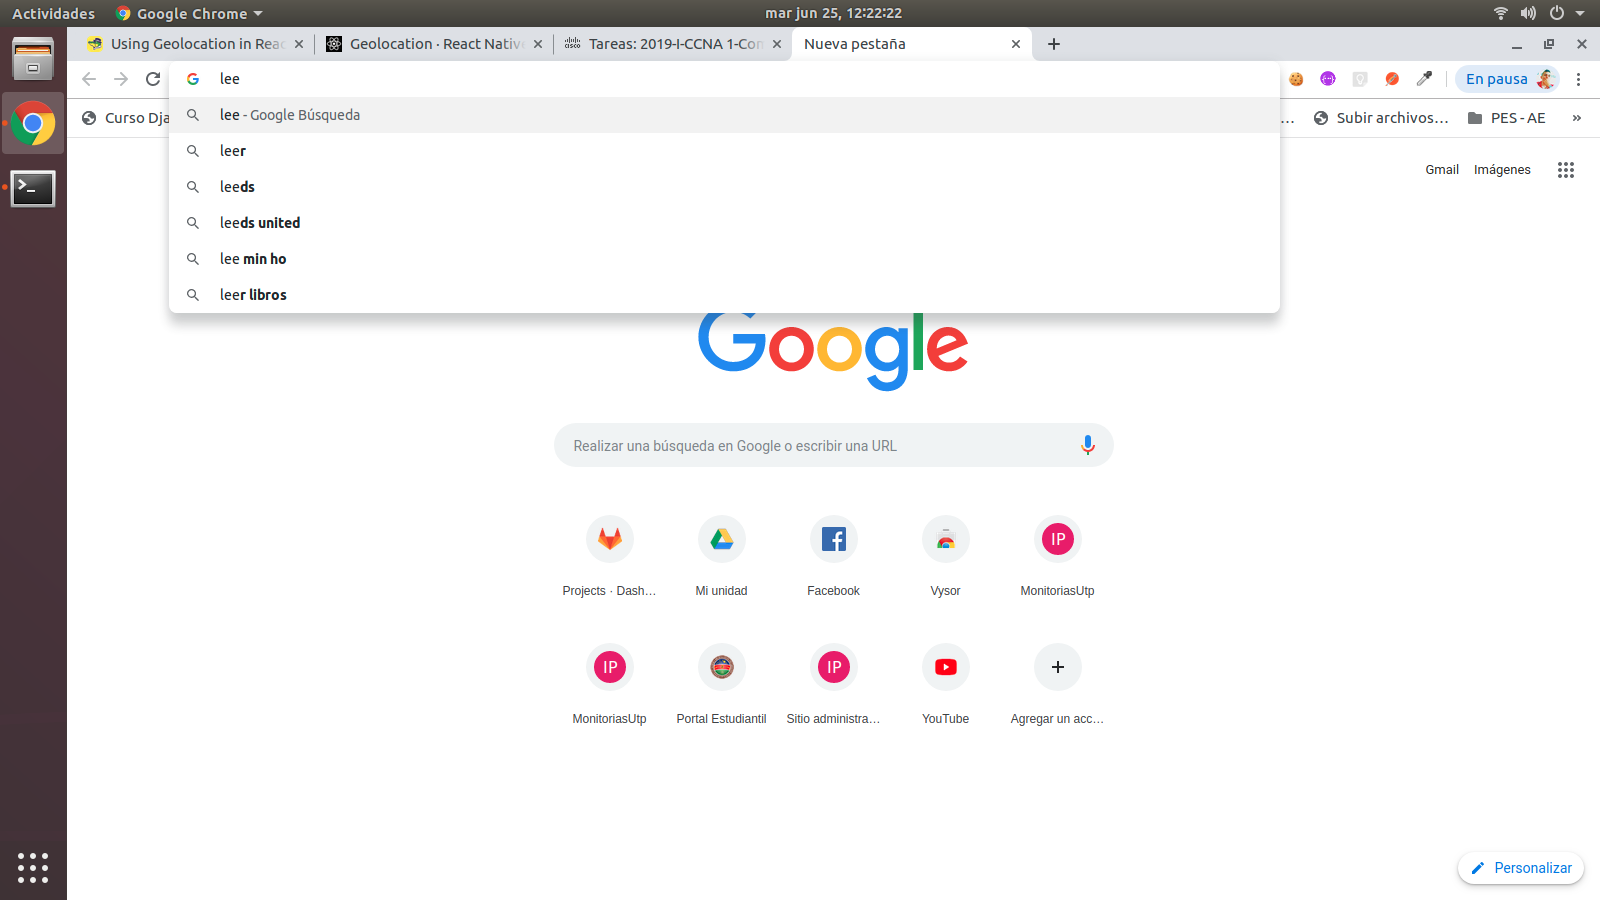 Actividades
Google Chrome
mar jun 25, 12:22:22
Using Geolocation in Reac
Geolocation · React Native
Tareas: 2019-I-CCNA 1-Con
Nueva pestaña
lee
En pausa
Curso Dja
...
Subir archivos...
PES - AE
»
lee - Google Búsqueda
leer
leeds
leeds united
lee min ho
leer libros
Gmail
Imágenes
Google
Realizar una búsqueda en Google o escribir una URL
Projects · Dash...
Mi unidad
Facebook
Vysor
IP
MonitoriasUtp
IP
MonitoriasUtp
Portal Estudiantil
IP
Sitio administra...
YouTube
Agregar un acc...
Personalizar